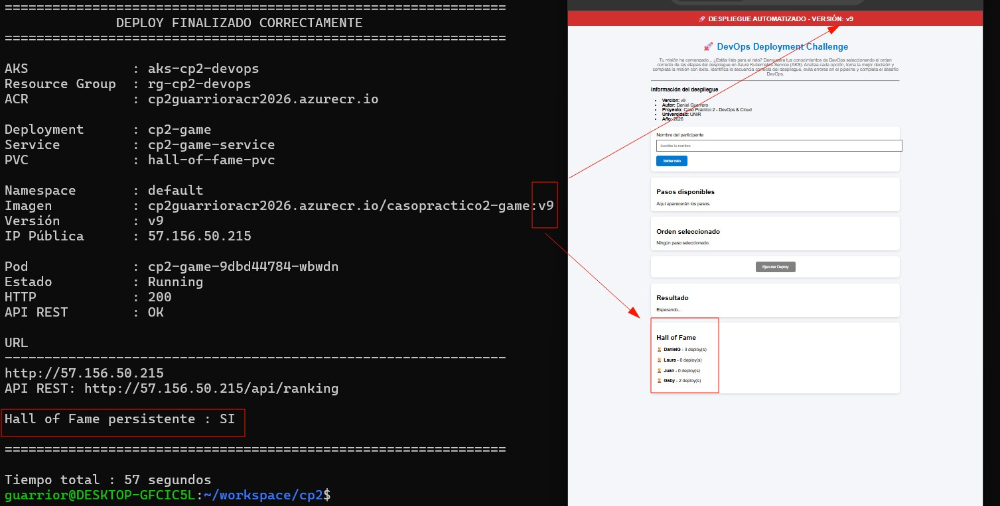 ===============================================================
DEPLOY FINALIZADO CORRECTAMENTE
===============================================================
AKS : aks-cp2-devops
Resource Group : rg-cp2-devops
ACR : cp2guarrioracr2026.azurecr.io
Deployment : cp2-game
Service : cp2-game-service
PVC : hall-of-fame-pvc
Namespace : default
Imagen : cp2guarrioracr2026.azurecr.io/casopractico2-game:v9
Versión : v9
IP Pública : 57.156.50.215
Pod : cp2-game-9dbd44784-wbwdn
Estado : Running
HTTP : 200
API REST : OK
URL
---------------------------------------------------------------
http://57.156.50.215
API REST: http://57.156.50.215/api/ranking
Hall of Fame persistente : SI
===============================================================
Tiempo total : 57 segundos
guarrior@DESKTOP-GFCIC5L:~/workspace/cp2$
🚀 DESPLIEGUE AUTOMATIZADO - VERSIÓN: v9
🚀 DevOps Deployment Challenge
Tu misión ha comenzado... ¿Estás listo para el reto? Demuestra tus conocimientos de DevOps seleccionando el orden
correcto de las etapas del despliegue en Azure Kubernetes Service (AKS). Analiza cada opción, toma la mejor decisión y
completa la misión con éxito. Identifica la secuencia correcta del despliegue, evita errores en el pipeline y completa el desafío
DevOps.
Información del despliegue
• Versión: v9
• Autor: Daniel Guerrero
• Proyecto: Caso Práctico 2 - DevOps & Cloud
• Universidad: UNIR
• Año: 2026
Nombre del participante
Escribe tu nombre
Iniciar reto
Pasos disponibles
Aquí aparecerán los pasos.
Orden seleccionado
Ningún paso seleccionado.
Ejecutar Deploy
Resultado
Esperando...
Hall of Fame
🏆 DanielG - 3 deploy(s)
🏆 Laura - 0 deploy(s)
🏆 Juan - 0 deploy(s)
🏆 Gaby - 2 deploy(s)